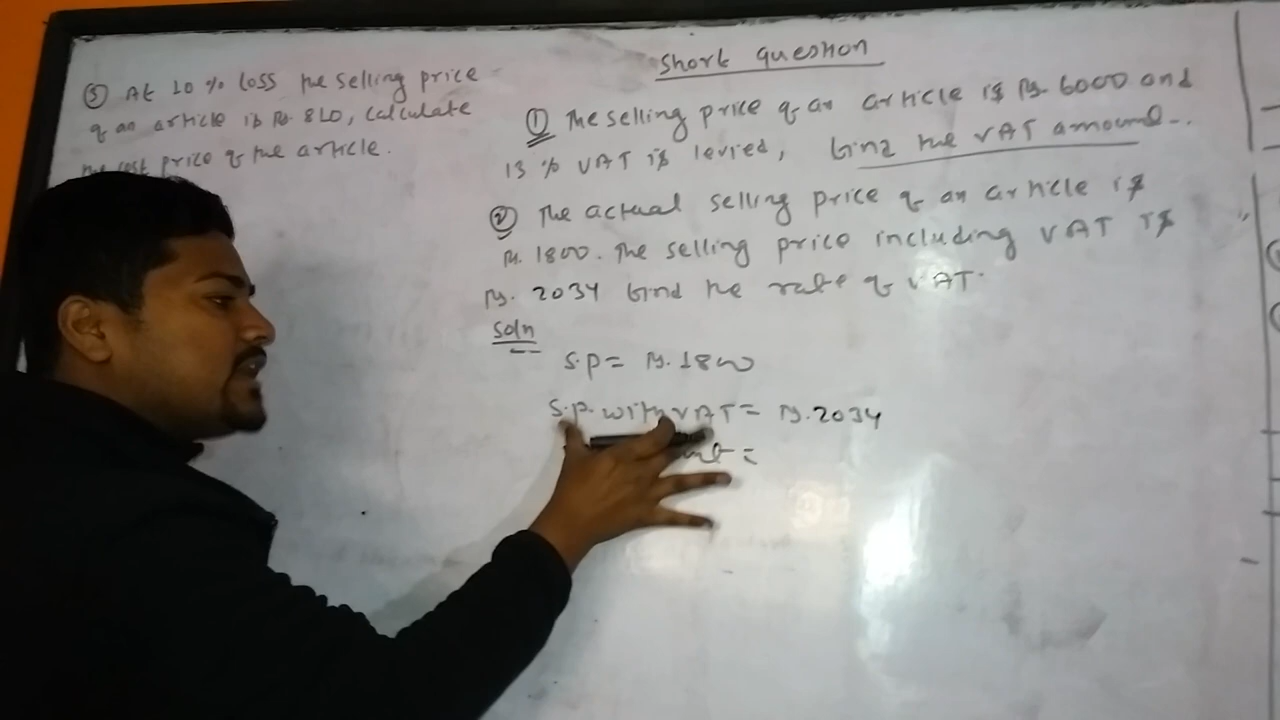 Short question
① The selling price of an article is Rs. 6000 and
13 % VAT is levied, find the VAT amount.
② The actual selling price of an article is
Rs. 1800. The selling price including VAT is
Rs. 2034 find the rate of VAT.
Soln
S.P = Rs. 1800
S.P. with VAT = Rs. 2034
=
③ At 10 % loss the selling price
of an article is Rs. 810, calculate
the cost price of the article.